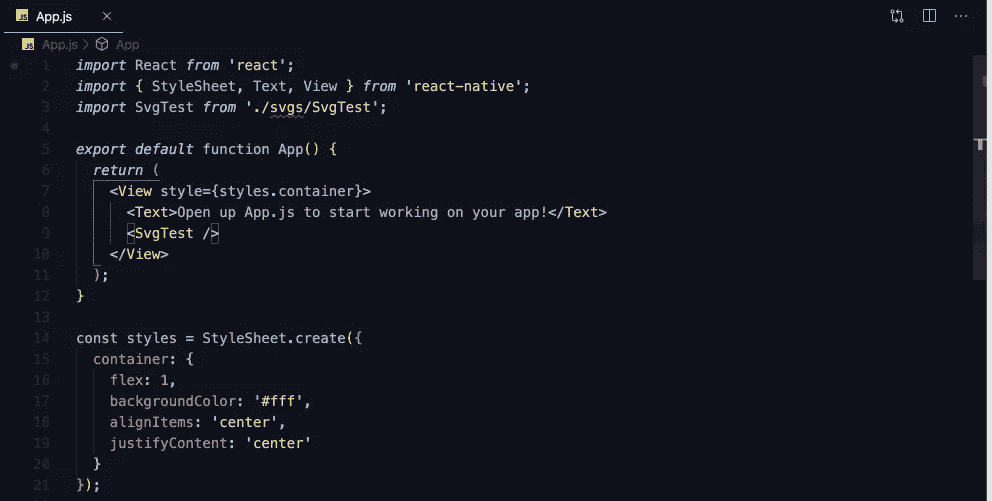 JS App.js ×
JS App.js > App
1 import React from 'react';
2 import { StyleSheet, Text, View } from 'react-native';
3 import SvgTest from './svgs/SvgTest';
4
5 export default function App() {
6   return (
7     <View style={styles.container}>
8       <Text>Open up App.js to start working on your app!</Text>
9       <SvgTest />
10     </View>
11   );
12 }
13
14 const styles = StyleSheet.create({
15   container: {
16     flex: 1,
17     backgroundColor: '#fff',
18     alignItems: 'center',
19     justifyContent: 'center'
20   }
21 });